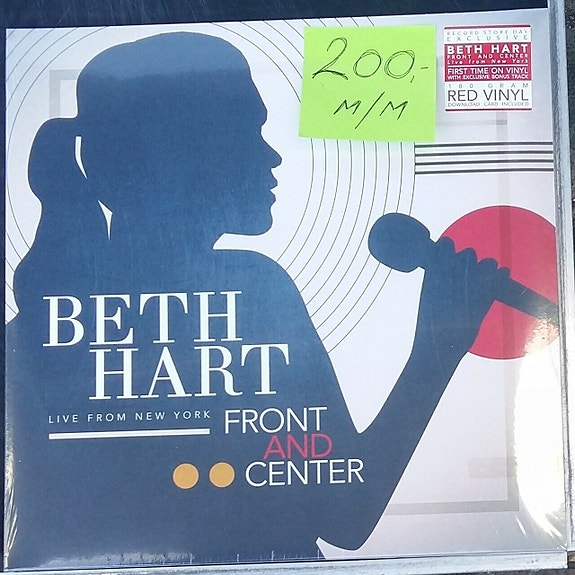 200,-
M/M
RECORD STORE DAY
EXCLUSIVE
BETH HART
FRONT AND CENTER
Live from New York
FIRST TIME ON VINYL
WITH EXCLUSIVE BONUS TRACK
180 GRAM
RED VINYL
DOWNLOAD CARD INCLUDED
BETH
HART
LIVE FROM NEW YORK
FRONT
AND
CENTER